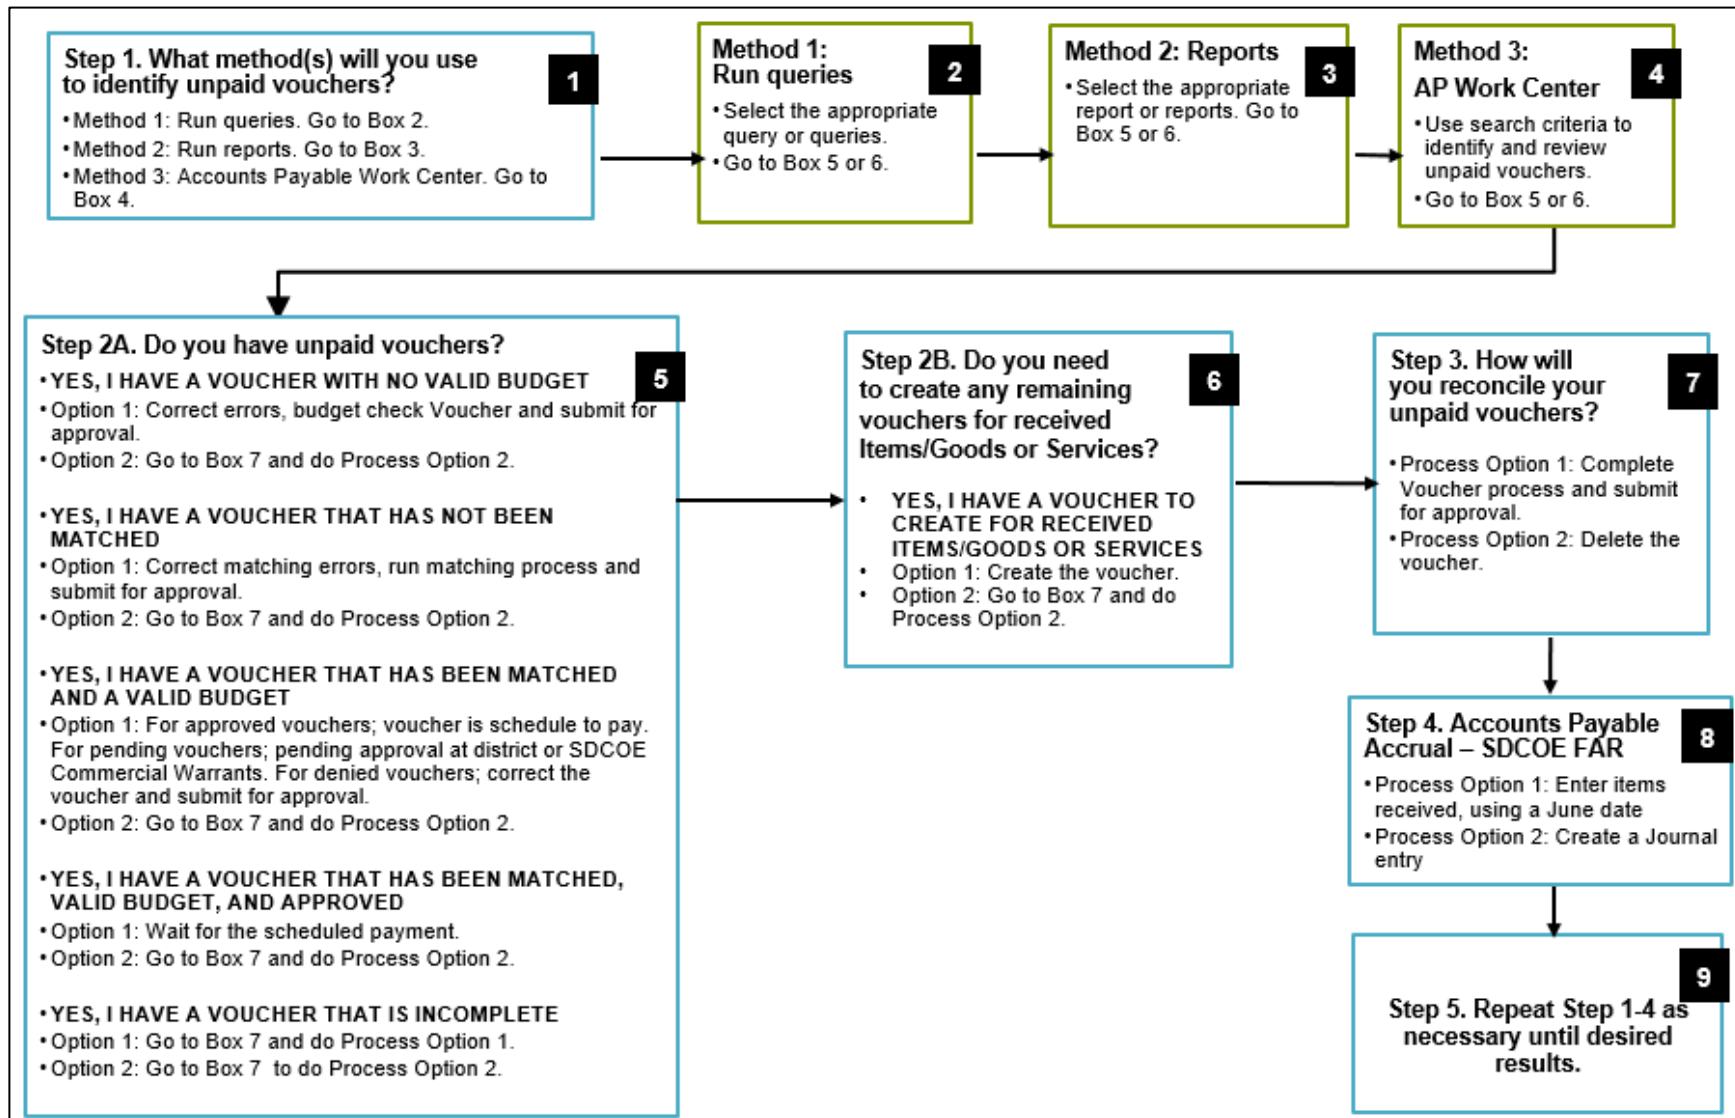 Step 1. What method(s) will you use
to identify unpaid vouchers?
1
•Method 1: Run queries. Go to Box 2.
•Method 2: Run reports. Go to Box 3.
•Method 3: Accounts Payable Work Center. Go to
Box 4.
Method 1:
Run queries
2
•Select the appropriate
query or queries.
•Go to Box 5 or 6.
Method 2: Reports
3
•Select the appropriate
report or reports. Go to
Box 5 or 6.
Method 3:
AP Work Center
4
•Use search criteria to
identify and review
unpaid vouchers.
•Go to Box 5 or 6.
Step 2A. Do you have unpaid vouchers?
5
•YES, I HAVE A VOUCHER WITH NO VALID BUDGET
•Option 1: Correct errors, budget check Voucher and submit for
approval.
•Option 2: Go to Box 7 and do Process Option 2.
•YES, I HAVE A VOUCHER THAT HAS NOT BEEN
MATCHED
•Option 1: Correct matching errors, run matching process and
submit for approval.
•Option 2: Go to Box 7 and do Process Option 2.
•YES, I HAVE A VOUCHER THAT HAS BEEN MATCHED
AND A VALID BUDGET
•Option 1: For approved vouchers; voucher is schedule to pay.
For pending vouchers; pending approval at district or SDCOE
Commercial Warrants. For denied vouchers; correct the
voucher and submit for approval.
•Option 2: Go to Box 7 and do Process Option 2.
•YES, I HAVE A VOUCHER THAT HAS BEEN MATCHED,
VALID BUDGET, AND APPROVED
•Option 1: Wait for the scheduled payment.
•Option 2: Go to Box 7 and do Process Option 2.
•YES, I HAVE A VOUCHER THAT IS INCOMPLETE
•Option 1: Go to Box 7 and do Process Option 1.
•Option 2: Go to Box 7 to do Process Option 2.
Step 2B. Do you need
to create any remaining
vouchers for received
Items/Goods or Services?
6
• YES, I HAVE A VOUCHER TO
CREATE FOR RECEIVED
ITEMS/GOODS OR SERVICES
• Option 1: Create the voucher.
• Option 2: Go to Box 7 and do
Process Option 2.
Step 3. How will
you reconcile your
unpaid vouchers?
7
•Process Option 1: Complete
Voucher process and submit
for approval.
•Process Option 2: Delete the
voucher.
Step 4. Accounts Payable
Accrual – SDCOE FAR
8
•Process Option 1: Enter items
received, using a June date
•Process Option 2: Create a Journal
entry
9
Step 5. Repeat Step 1-4 as
necessary until desired
results.